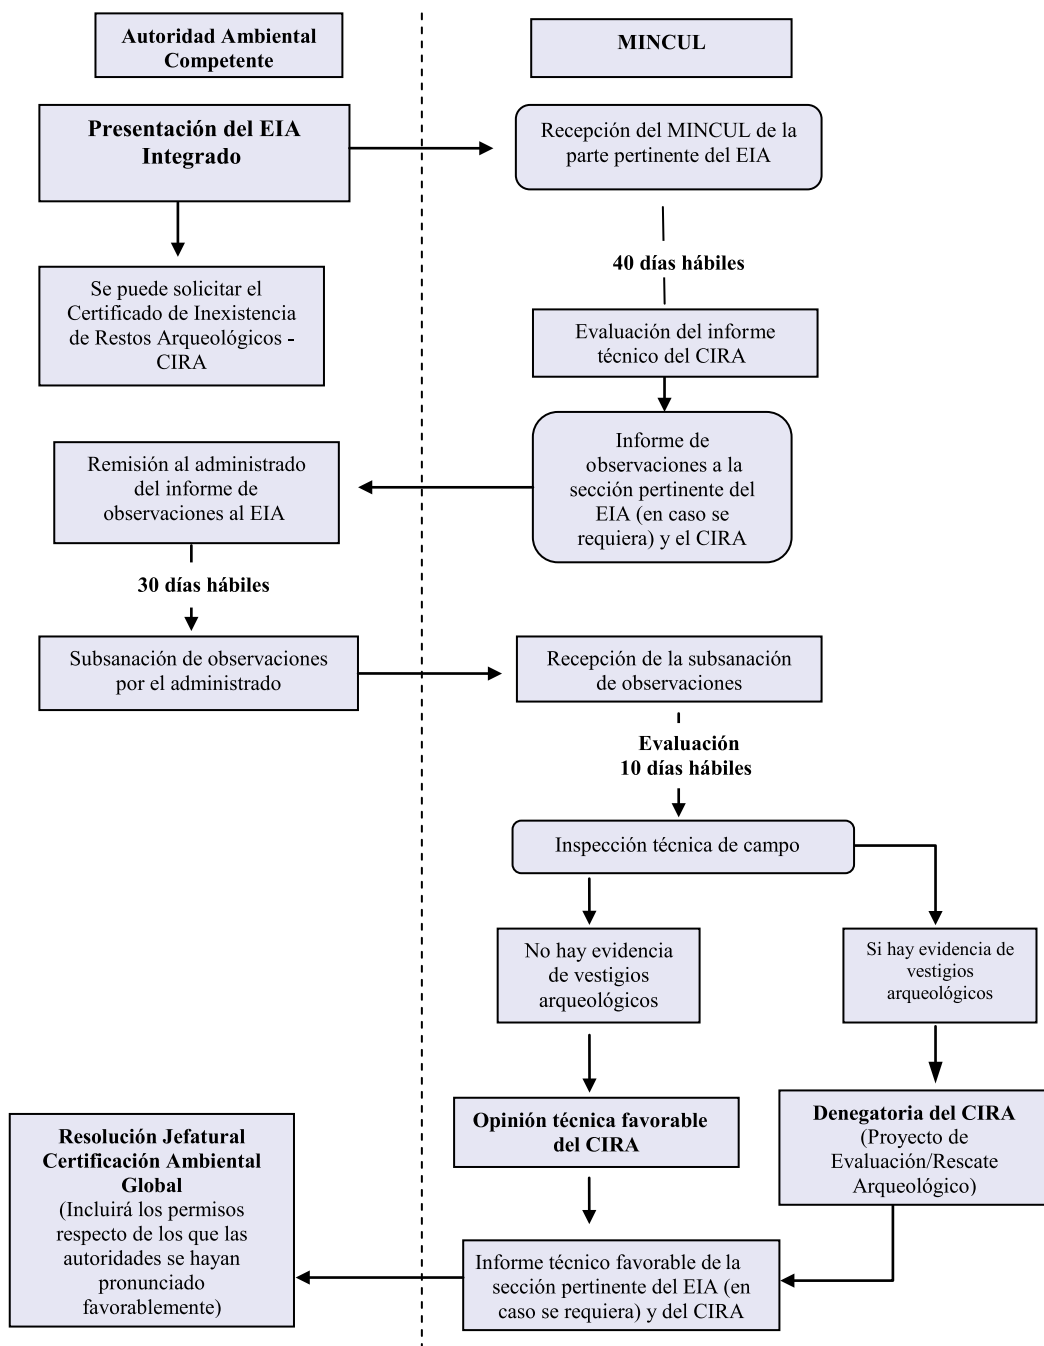 Autoridad Ambiental
Competente
MINCUL
Presentación del EIA
Integrado
Recepción del MINCUL de la
parte pertinente del EIA
40 días hábiles
Se puede solicitar el
Certificado de Inexistencia
de Restos Arqueológicos -
CIRA
Evaluación del informe
técnico del CIRA
Informe de
observaciones a la
sección pertinente del
EIA (en caso se
requiera) y el CIRA
Remisión al administrado
del informe de
observaciones al EIA
30 días hábiles
Subsanación de observaciones
por el administrado
Recepción de la subsanación
de observaciones
Evaluación
10 días hábiles
Inspección técnica de campo
No hay evidencia
de vestigios
arqueológicos
Si hay evidencia de
vestigios
arqueológicos
Opinión técnica favorable
del CIRA
Denegatoria del CIRA
(Proyecto de
Evaluación/Rescate
Arqueológico)
Resolución Jefatural
Certificación Ambiental
Global
(Incluirá los permisos
respecto de los que las
autoridades se hayan
pronunciado
favorablemente)
Informe técnico favorable de la
sección pertinente del EIA (en
caso se requiera) y del CIRA